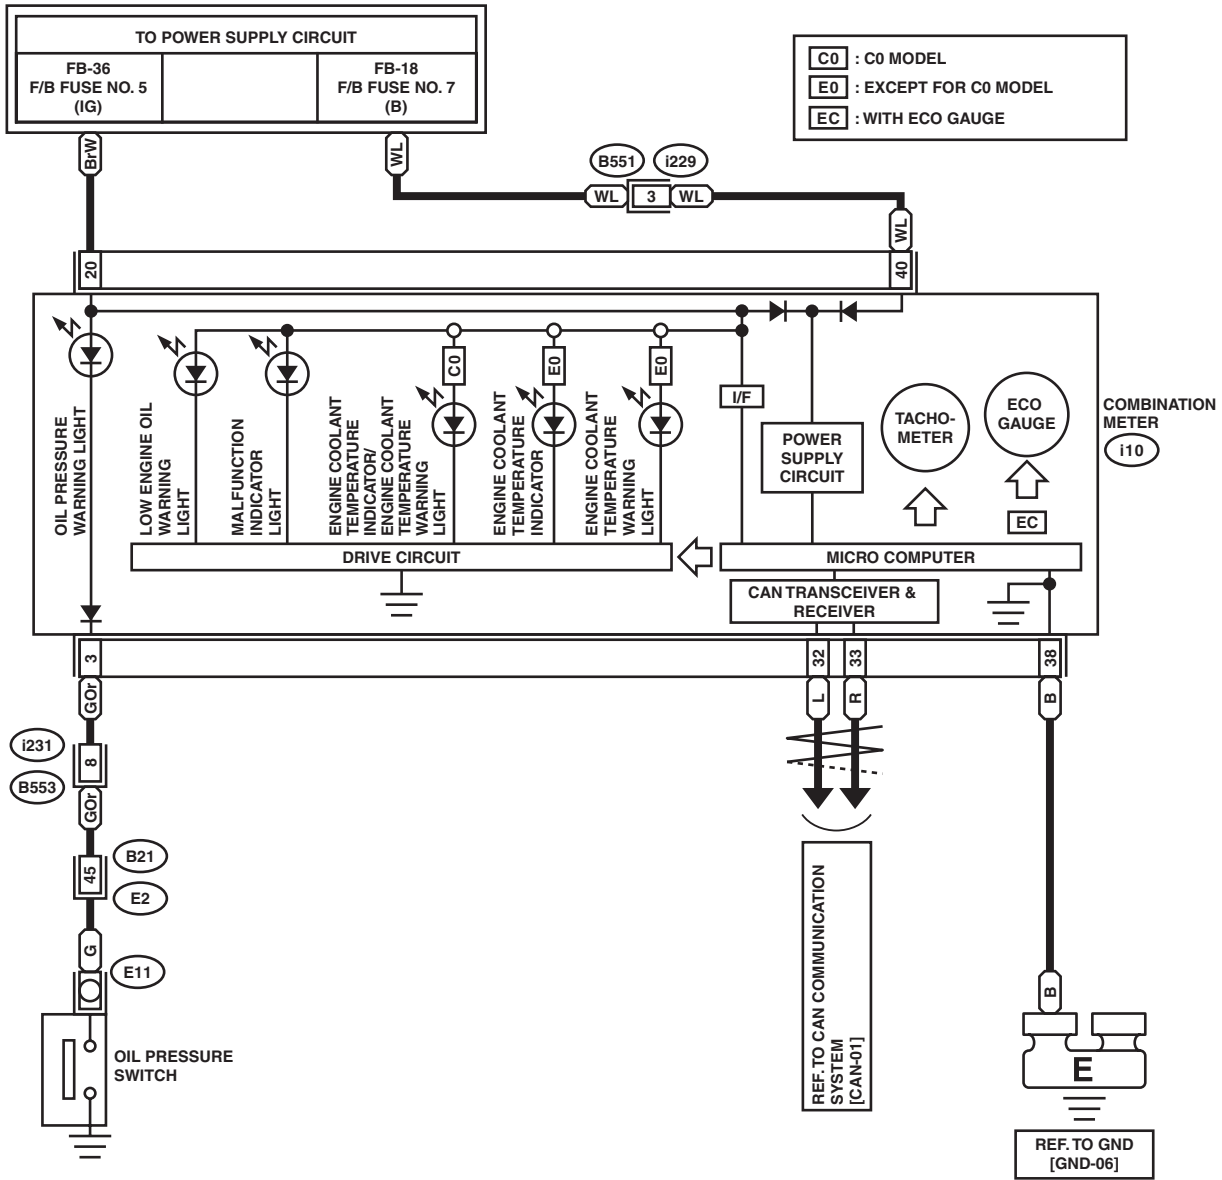 TO POWER SUPPLY CIRCUIT
FB-36
F/B FUSE NO. 5
(IG)
FB-18
F/B FUSE NO. 7
(B)
C0 : C0 MODEL
E0 : EXCEPT FOR C0 MODEL
EC : WITH ECO GAUGE
BrW
WL
B551
i229
WL
3
WL
WL
20
40
OIL PRESSURE
WARNING LIGHT
LOW ENGINE OIL
WARNING
LIGHT
MALFUNCTION
INDICATOR
LIGHT
ENGINE COOLANT
TEMPERATURE
INDICATOR/
ENGINE COOLANT
TEMPERATURE
WARNING
LIGHT
C0
ENGINE COOLANT
TEMPERATURE
INDICATOR
E0
ENGINE COOLANT
TEMPERATURE
WARNING
LIGHT
E0
I/F
POWER
SUPPLY
CIRCUIT
TACHO-
METER
ECO
GAUGE
EC
COMBINATION
METER
i10
DRIVE CIRCUIT
MICRO COMPUTER
CAN TRANSCEIVER &
RECEIVER
3
32
33
38
GOr
L
R
B
i231
8
B553
GOr
B21
45
E2
G
E11
OIL PRESSURE
SWITCH
REF. TO CAN COMMUNICATION
SYSTEM
[CAN-01]
B
E
REF. TO GND
[GND-06]